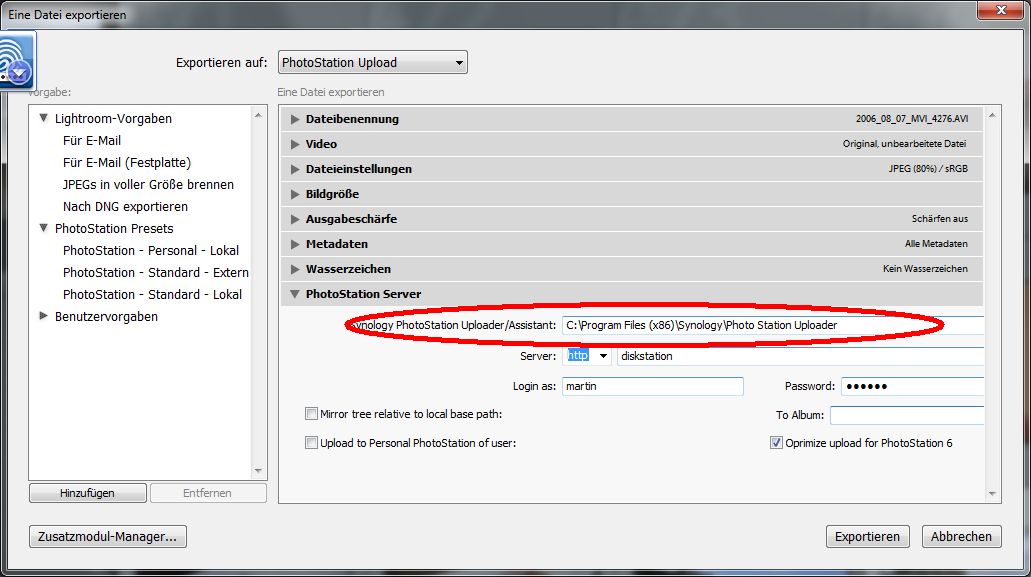 Eine Datei exportieren
Exportieren auf: PhotoStation Upload
Vorgabe:
Eine Datei exportieren
Lightroom-Vorgaben
Für E-Mail
Für E-Mail (Festplatte)
JPEGs in voller Größe brennen
Nach DNG exportieren
PhotoStation Presets
PhotoStation - Personal - Lokal
PhotoStation - Standard - Extern
PhotoStation - Standard - Lokal
Benutzervorgaben
Dateibenennung 2006_08_07_MVI_4276.AVI
Video Original, unbearbeitete Datei
Dateieinstellungen JPEG (80%) / sRGB
Bildgröße
Ausgabeschärfe Schärfen aus
Metadaten Alle Metadaten
Wasserzeichen Kein Wasserzeichen
PhotoStation Server
Synology PhotoStation Uploader/Assistant: C:\Program Files (x86)\Synology\Photo Station Uploader
Server: http diskstation
Login as: martin Password: ●●●●●●
Mirror tree relative to local base path: To Album:
Upload to Personal PhotoStation of user: Oprimize upload for PhotoStation 6
Hinzufügen Entfernen
Zusatzmodul-Manager... Exportieren Abbrechen